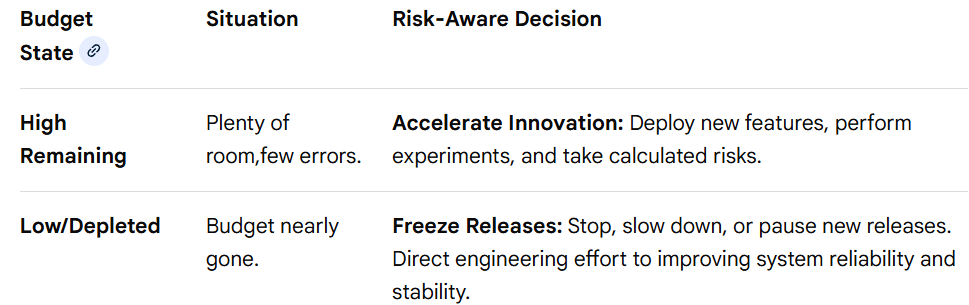 Budget State
Situation
Risk-Aware Decision
High Remaining
Plenty of room,few errors.
Accelerate Innovation: Deploy new features, perform experiments, and take calculated risks.
Low/Depleted
Budget nearly gone.
Freeze Releases: Stop, slow down, or pause new releases. Direct engineering effort to improving system reliability and stability.